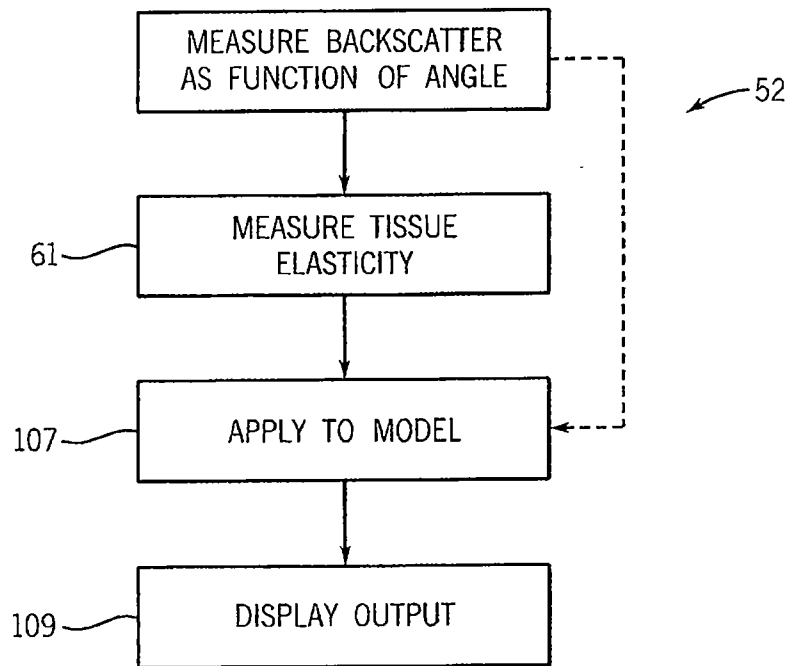 MEASURE BACKSCATTER
AS FUNCTION OF ANGLE
52
61
MEASURE TISSUE
ELASTICITY
107
APPLY TO MODEL
109
DISPLAY OUTPUT